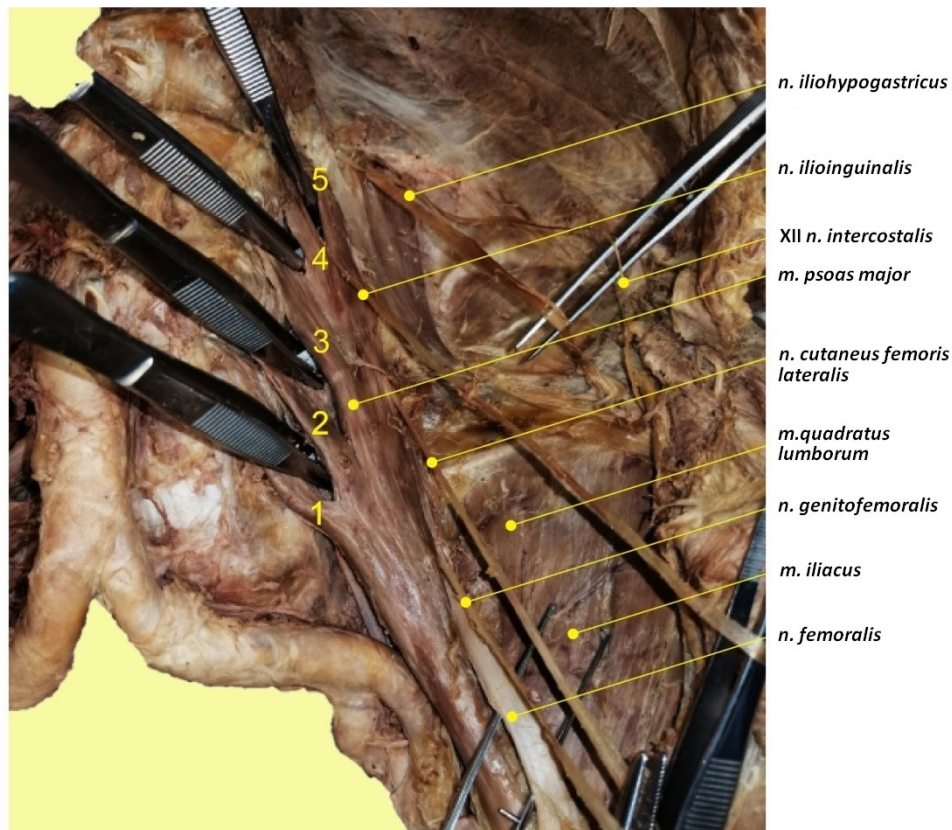 n. iliohypogastricus
n. ilioinguinalis
XII n. intercostalis
m. psoas major
n. cutaneus femoris
lateralis
m.quadratus
lumborum
n. genitofemoralis
m. iliacus
n. femoralis
5
4
3
2
1